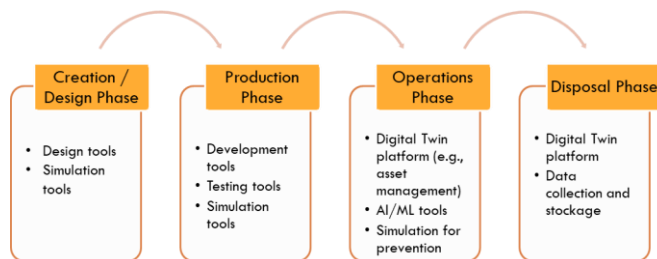 Creation /
Design Phase
• Design tools
• Simulation
tools
Production
Phase
• Development
tools
• Testing tools
• Simulation
tools
Operations
Phase
• Digital Twin
platform (e.g.,
asset
management)
• AI/ML tools
• Simulation for
prevention
Disposal Phase
• Digital Twin
platform
• Data
collection and
stockage